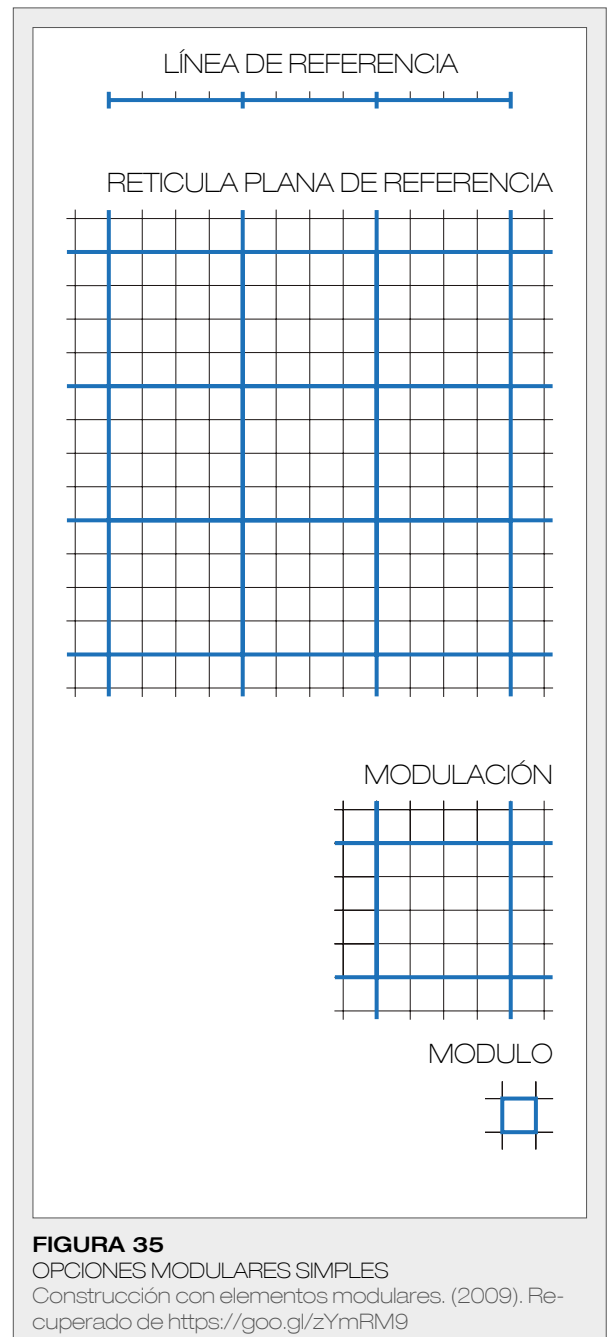 LÍNEA DE REFERENCIA
RETICULA PLANA DE REFERENCIA
MODULACIÓN
MODULO
FIGURA 35
OPCIONES MODULARES SIMPLES
Construcción con elementos modulares. (2009). Re-
cuperado de https://goo.gl/zYmRM9